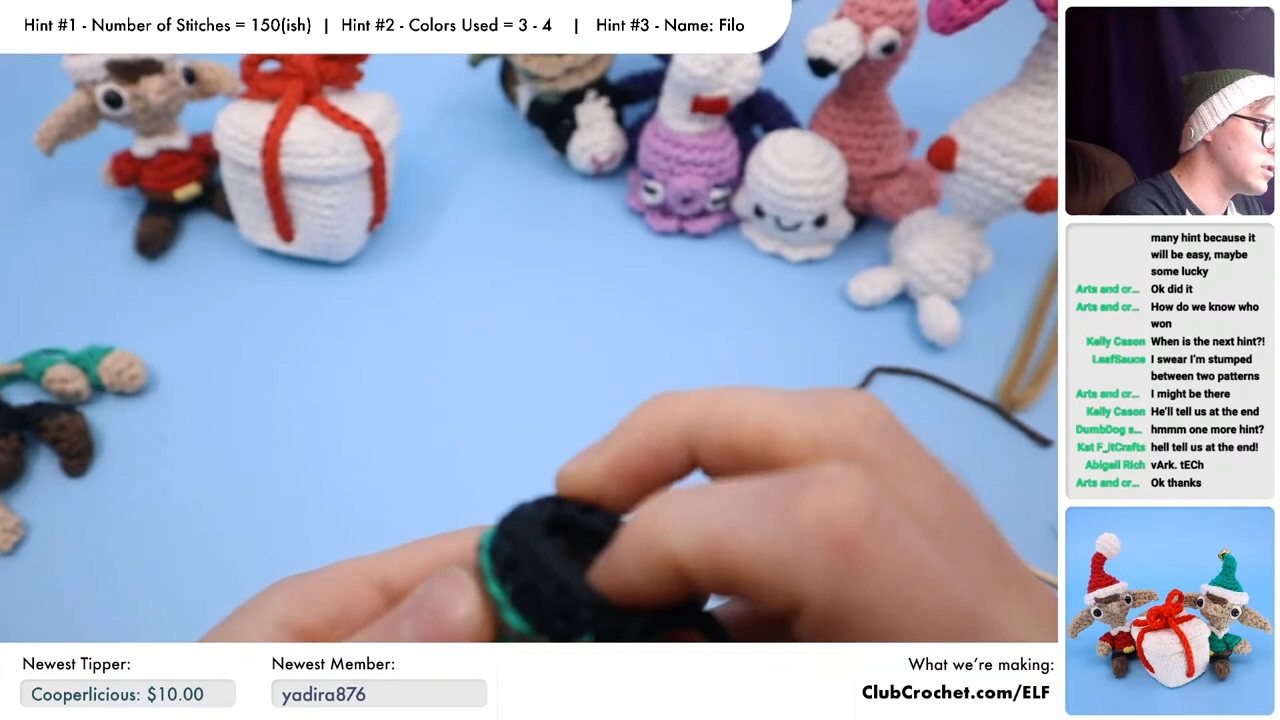 Hint #1 - Number of Stitches = 150(ish) | Hint #2 - Colors Used = 3 - 4 | Hint #3 - Name: Filo
many hint because it
will be easy, maybe
some lucky
Arts and cr... Ok did it
Arts and cr... How do we know who
won
Kelly Cason When is the next hint?!
LeafSauce I swear I'm stumped
between two patterns
Arts and cr... I might be there
Kelly Cason He'll tell us at the end
DumbDog s... hmmm one more hint?
Kat F_itCrafts hell tell us at the end!
Abigail Rich vArk. tECh
Arts and cr... Ok thanks
Newest Tipper:
Cooperlicious: $10.00
Newest Member:
yadira876
What we're making:
ClubCrochet.com/ELF